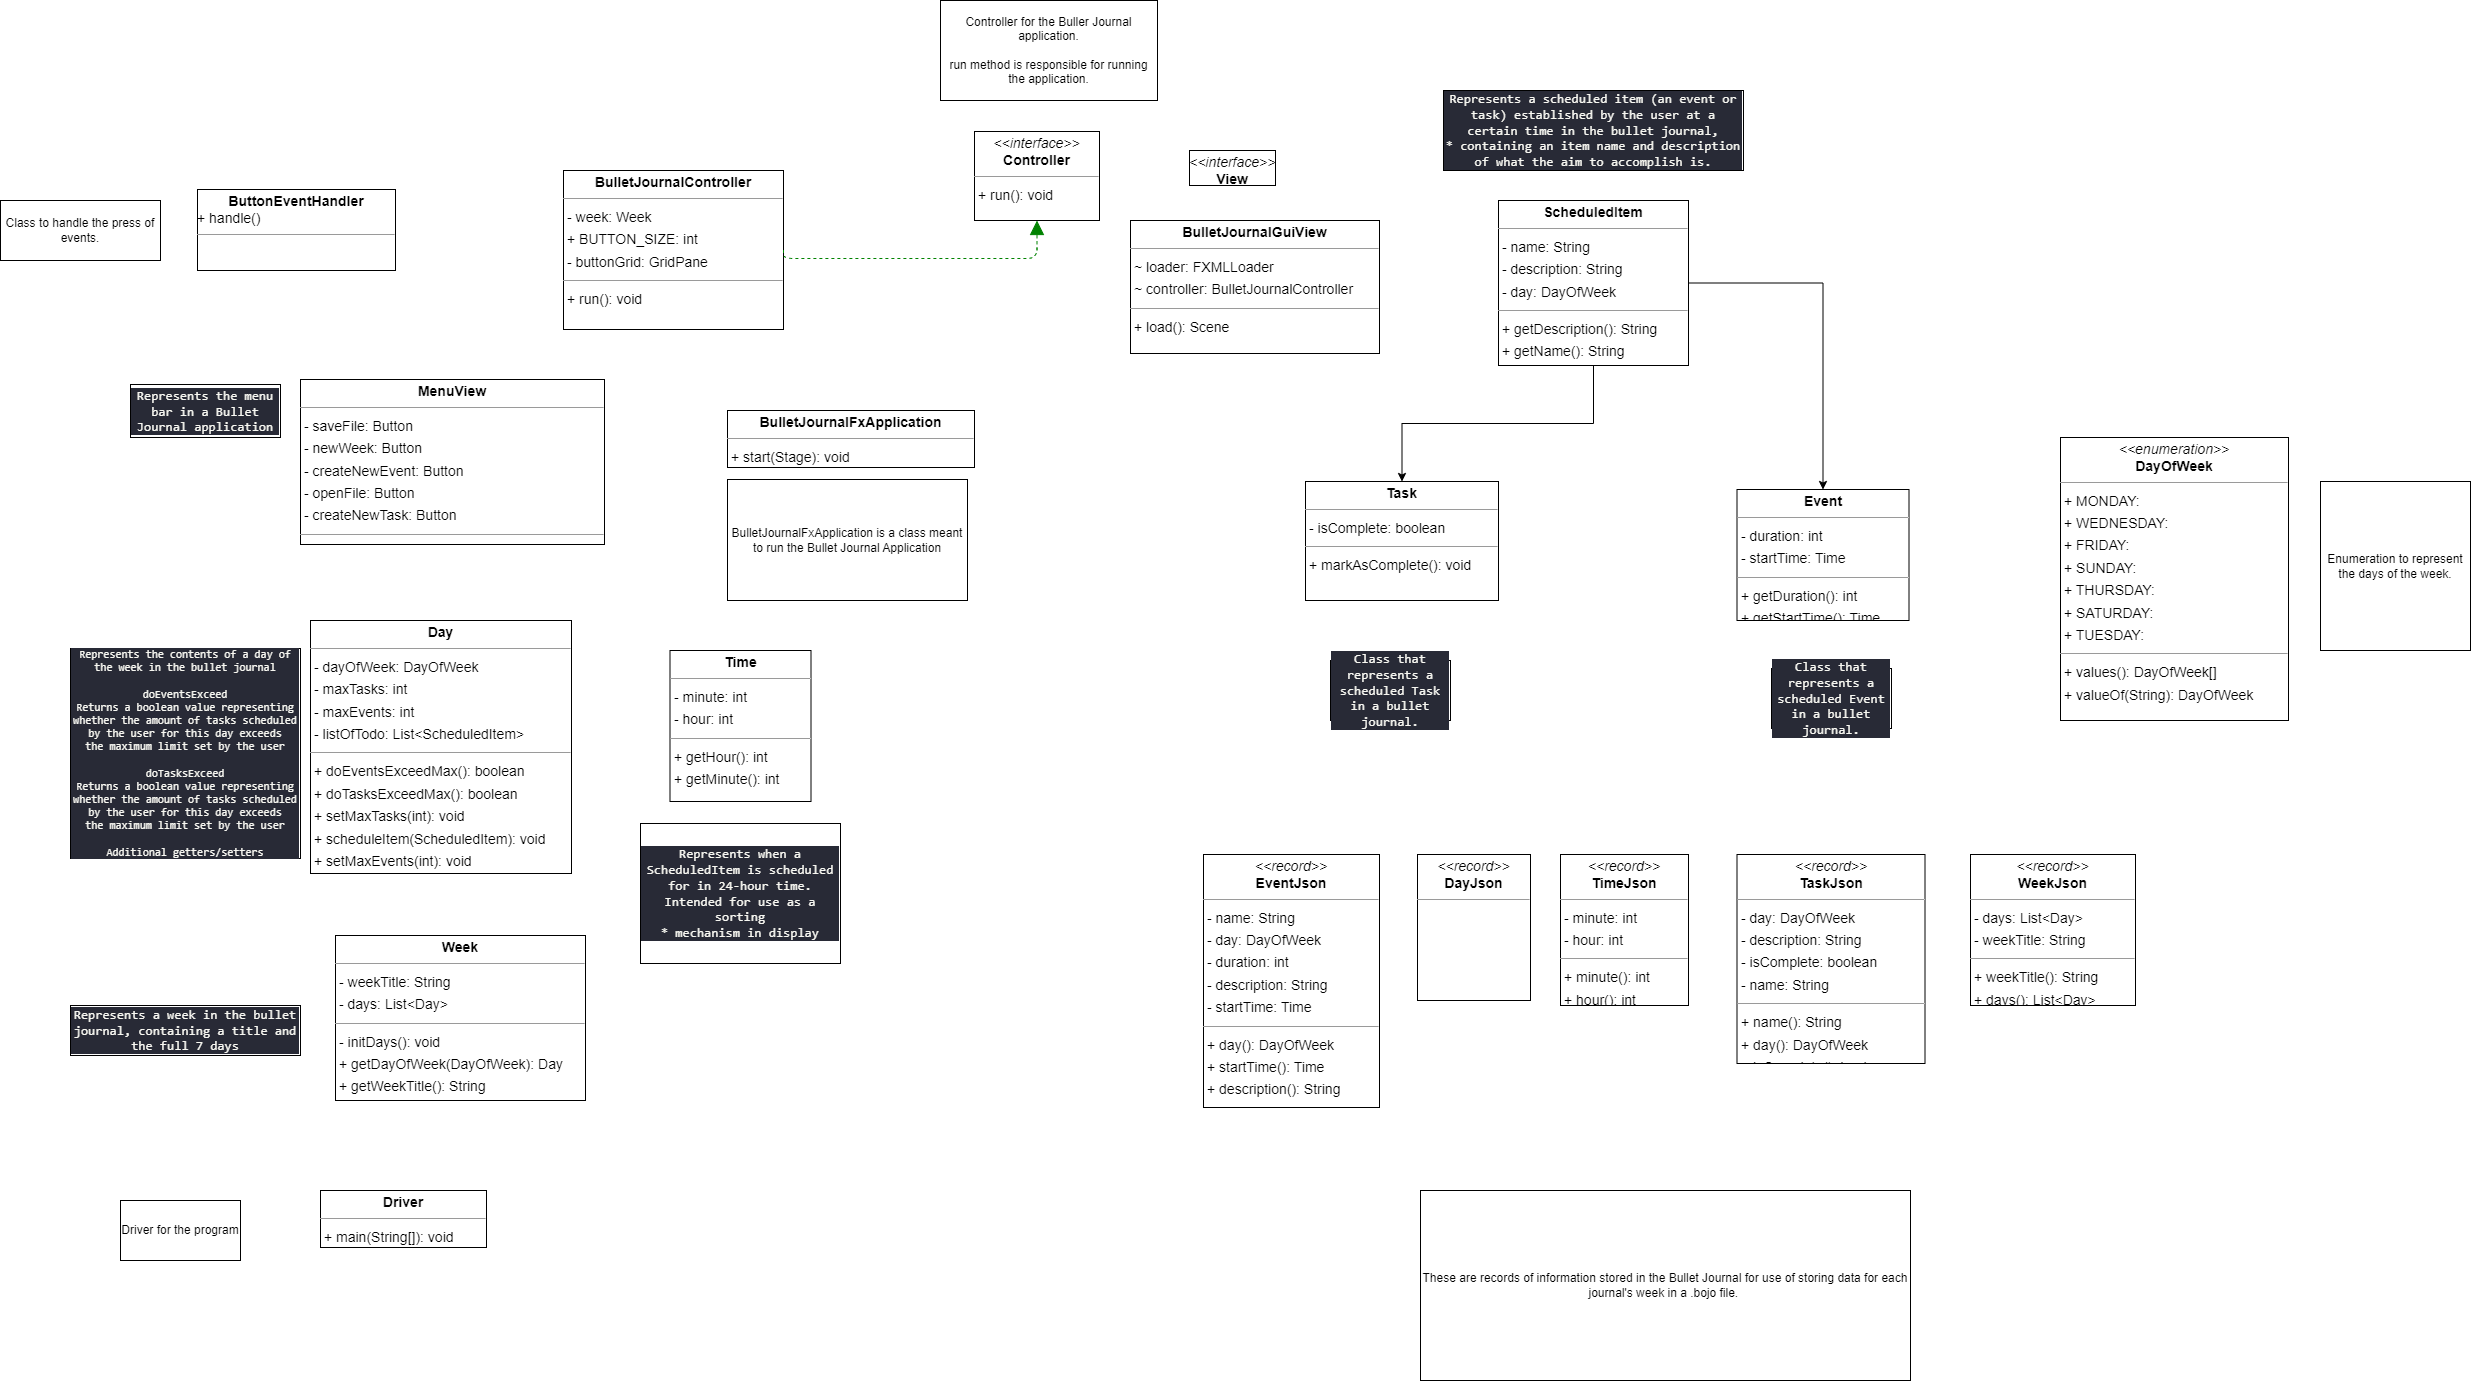 Controller for the Buller Journal
application.
run method is responsible for running
the application.
Represents a scheduled item (an event or
task) established by the user at a
certain time in the bullet journal,
* containing an item name and description
of what the aim to accomplish is.
<<interface>>
Controller
+ run(): void
<<interface>>
View
Class to handle the press of
events.
ButtonEventHandler
+ handle()
BulletJournalController
- week: Week
+ BUTTON_SIZE: int
- buttonGrid: GridPane
+ run(): void
BulletJournalGuiView
~ loader: FXMLLoader
~ controller: BulletJournalController
+ load(): Scene
ScheduledItem
- name: String
- description: String
- day: DayOfWeek
+ getDescription(): String
+ getName(): String
Represents the menu
bar in a Bullet
Journal application
MenuView
- saveFile: Button
- newWeek: Button
- createNewEvent: Button
- openFile: Button
- createNewTask: Button
BulletJournalFxApplication
+ start(Stage): void
BulletJournalFxApplication is a class meant
to run the Bullet Journal Application
Task
- isComplete: boolean
+ markAsComplete(): void
Event
- duration: int
- startTime: Time
+ getDuration(): int
+ getStartTime(): Time
<<enumeration>>
DayOfWeek
+ MONDAY:
+ WEDNESDAY:
+ FRIDAY:
+ SUNDAY:
+ THURSDAY:
+ SATURDAY:
+ TUESDAY:
+ values(): DayOfWeek[]
+ valueOf(String): DayOfWeek
Enumeration to represent
the days of the week.
Represents the contents of a day of
the week in the bullet journal
doEventsExceed
Returns a boolean value representing
whether the amount of tasks scheduled
by the user for this day exceeds
the maximum limit set by the user
doTasksExceed
Returns a boolean value representing
whether the amount of tasks scheduled
by the user for this day exceeds
the maximum limit set by the user
Additional getters/setters
Day
- dayOfWeek: DayOfWeek
- maxTasks: int
- maxEvents: int
- listOfTodo: List<ScheduledItem>
+ doEventsExceedMax(): boolean
+ doTasksExceedMax(): boolean
+ setMaxTasks(int): void
+ scheduleItem(ScheduledItem): void
+ setMaxEvents(int): void
Time
- minute: int
- hour: int
+ getHour(): int
+ getMinute(): int
Class that
represents a
scheduled Task
in a bullet
journal.
Class that
represents a
scheduled Event
in a bullet
journal.
Represents when a
ScheduledItem is scheduled
for in 24-hour time.
Intended for use as a
sorting
* mechanism in display
<<record>>
EventJson
- name: String
- day: DayOfWeek
- duration: int
- description: String
- startTime: Time
+ day(): DayOfWeek
+ startTime(): Time
+ description(): String
<<record>>
DayJson
<<record>>
TimeJson
- minute: int
- hour: int
+ minute(): int
+ hour(): int
<<record>>
TaskJson
- day: DayOfWeek
- description: String
- isComplete: boolean
- name: String
+ name(): String
+ day(): DayOfWeek
<<record>>
WeekJson
- days: List<Day>
- weekTitle: String
+ weekTitle(): String
+ days(): List<Day>
Represents a week in the bullet
journal, containing a title and
the full 7 days
Week
- weekTitle: String
- days: List<Day>
- initDays(): void
+ getDayOfWeek(DayOfWeek): Day
+ getWeekTitle(): String
Driver for the program
Driver
+ main(String[]): void
These are records of information stored in the Bullet Journal for use of storing data for each
journal's week in a .bojo file.